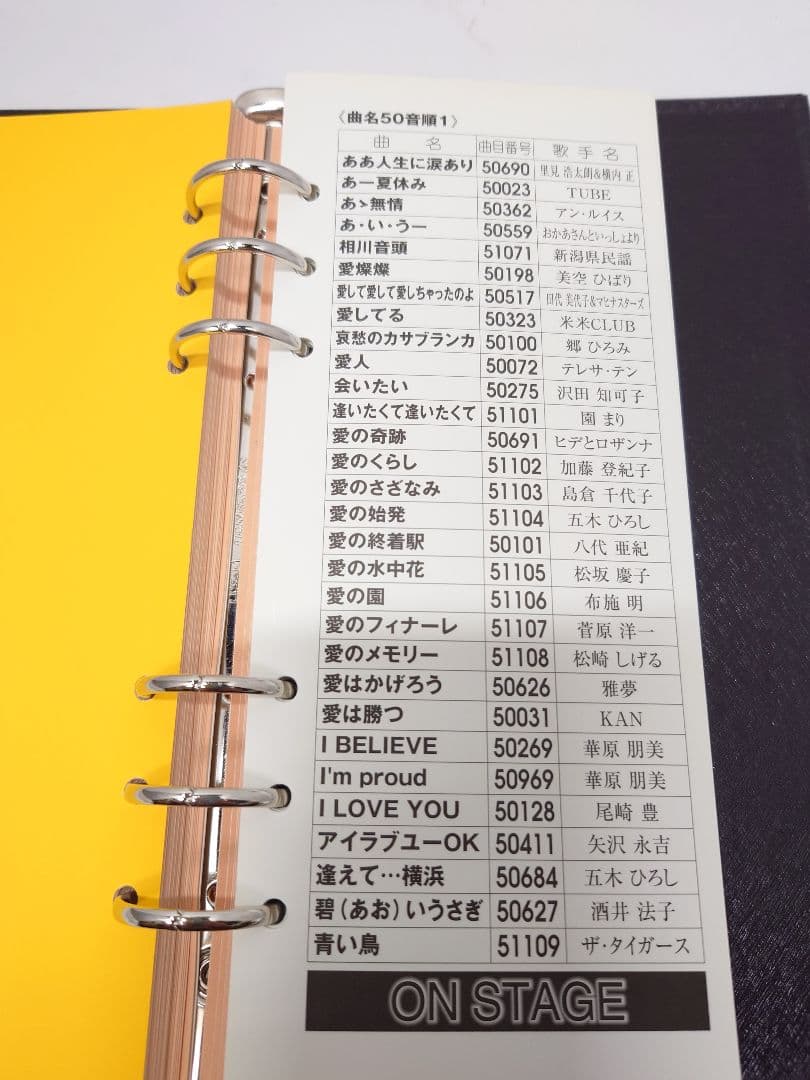 〈曲名50音順1〉
曲名 曲目番号 歌手名
ああ人生に涙あり 50690 里見 浩太朗&横内 正
あー夏休み 50023 TUBE
あゝ無情 50362 アン・ルイス
あ・い・うー 50559 おかあさんといっしょより
相川音頭 51071 新潟県民謡
愛燦燦 50198 美空 ひばり
愛して愛して愛しちゃったのよ 50517 田代 美代子&マヒナスターズ
愛してる 50323 米米CLUB
哀愁のカサブランカ 50100 郷 ひろみ
愛人 50072 テレサ・テン
会いたい 50275 沢田 知可子
逢いたくて逢いたくて 51101 園 まり
愛の奇跡 50691 ヒデとロザンナ
愛のくらし 51102 加藤 登紀子
愛のさざなみ 51103 島倉 千代子
愛の始発 51104 五木 ひろし
愛の終着駅 50101 八代 亜紀
愛の水中花 51105 松坂 慶子
愛の園 51106 布施 明
愛のフィナーレ 51107 菅原 洋一
愛のメモリー 51108 松崎 しげる
愛はかげろう 50626 雅夢
愛は勝つ 50031 KAN
I BELIEVE 50269 華原 朋美
I'm proud 50969 華原 朋美
I LOVE YOU 50128 尾崎 豊
アイラブユーOK 50411 矢沢 永吉
逢えて…横浜 50684 五木 ひろし
碧(あお)いうさぎ 50627 酒井 法子
青い鳥 51109 ザ・タイガース
ON STAGE